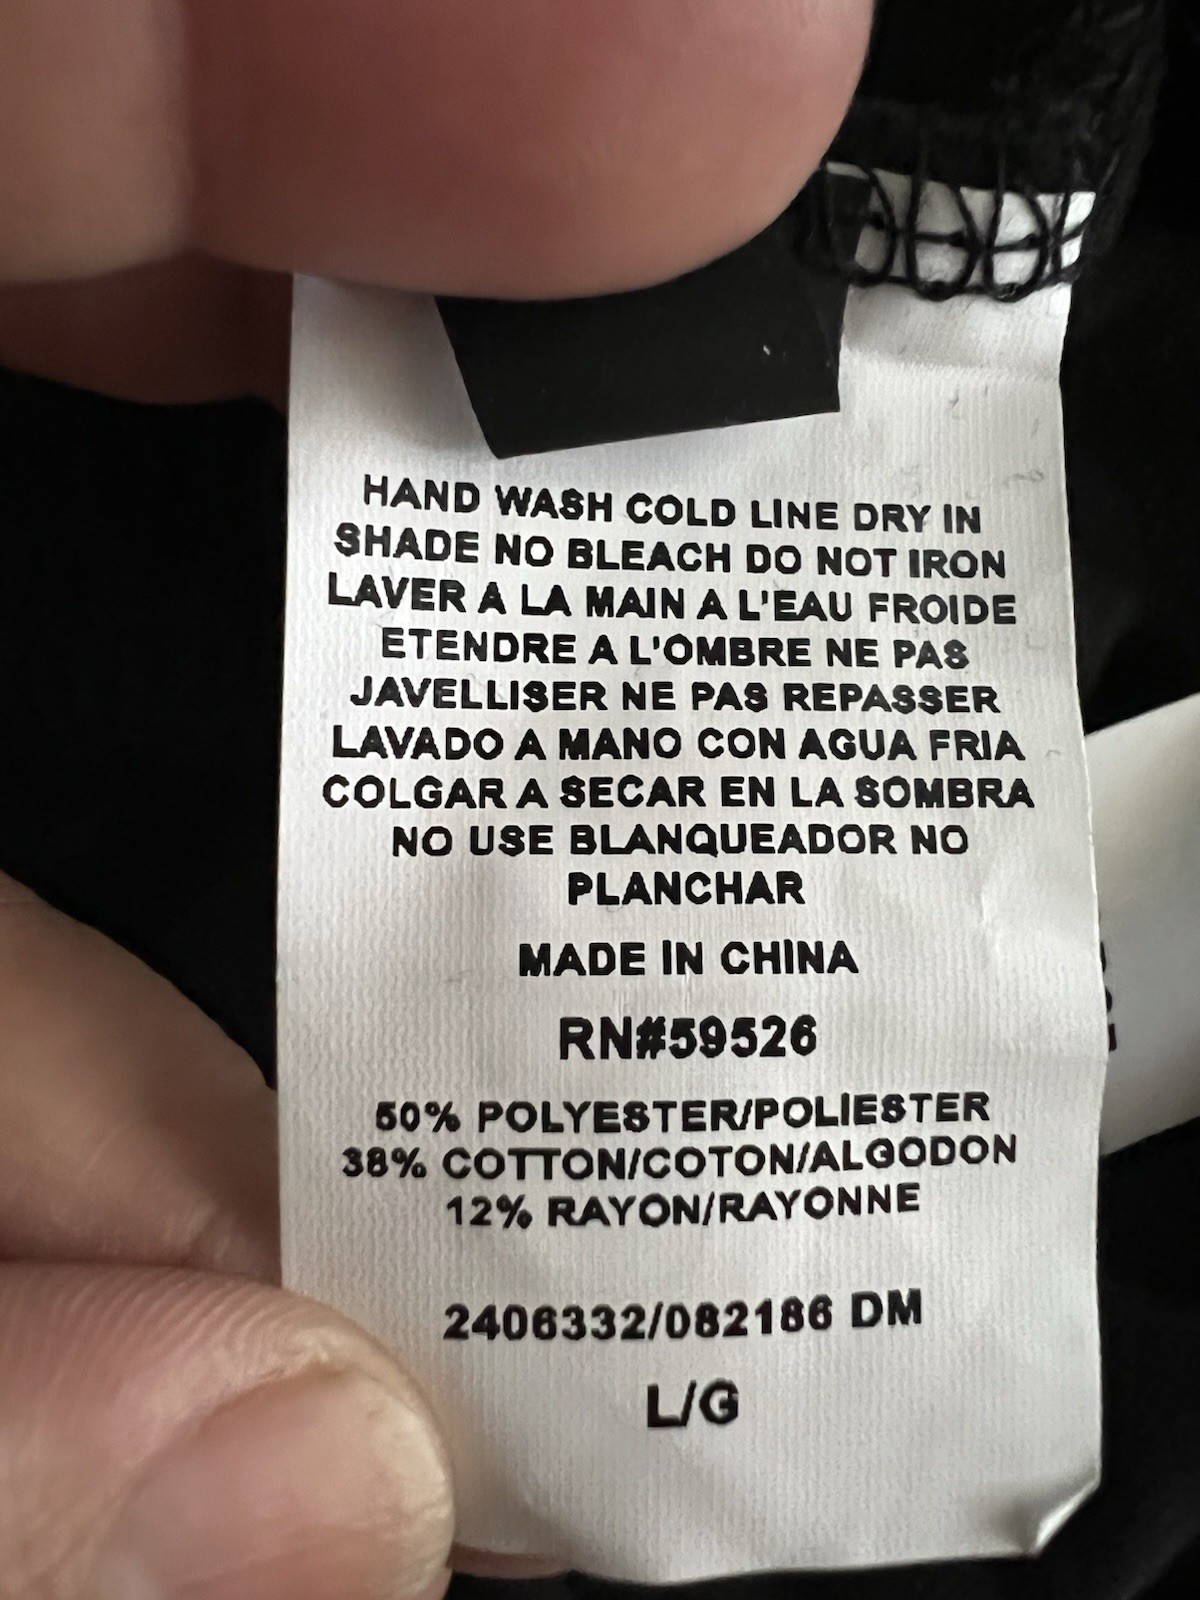 HAND WASH COLD LINE DRY IN
SHADE NO BLEACH DO NOT IRON
LAVER A LA MAIN A L'EAU FROIDE
ETENDRE A L'OMBRE NE PAS
JAVELLISER NE PAS REPASSER
LAVADO A MANO CON AGUA FRIA
COLGAR A SECAR EN LA SOMBRA
NO USE BLANQUEADOR NO
PLANCHAR
MADE IN CHINA
RN#59526
50% POLYESTER/POLIESTER
38% COTTON/COTON/ALGODON
12% RAYON/RAYONNE
2406332/082186 DM
L/G